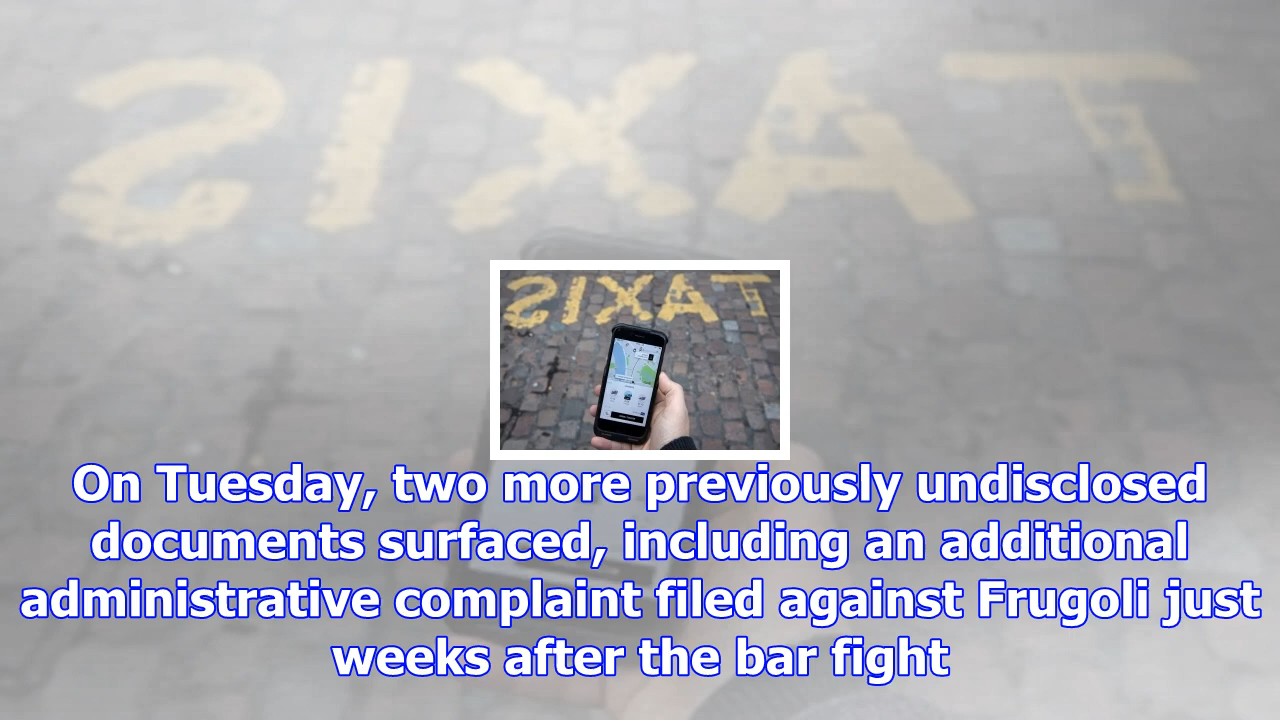 TAXIS
TAXIS
On Tuesday, two more previously undisclosed
documents surfaced, including an additional
administrative complaint filed against Frugoli just
weeks after the bar fight